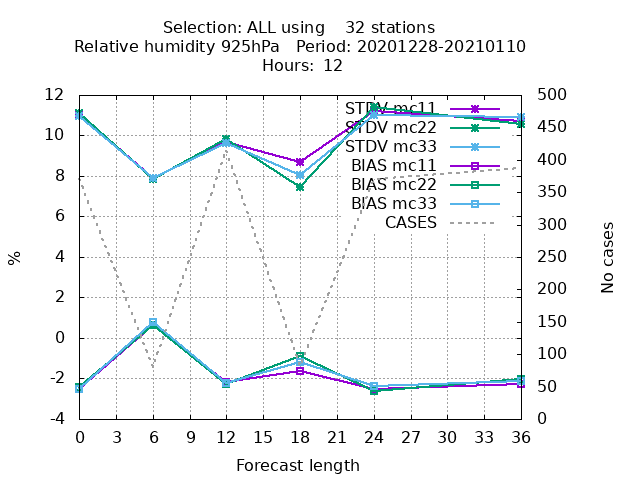 Selection: ALL using    32 stations
Relative humidity 925hPa   Period: 20201228-20210110
Hours:  12
12
10
8
6
4
2
0
-2
-4
%
500
450
400
350
300
250
200
150
100
50
0
No cases
STDV mc11
STDV mc22
STDV mc33
BIAS mc11
BIAS mc22
BIAS mc33
CASES
0 3 6 9 12 15 18 21 24 27 30 33 36
Forecast length